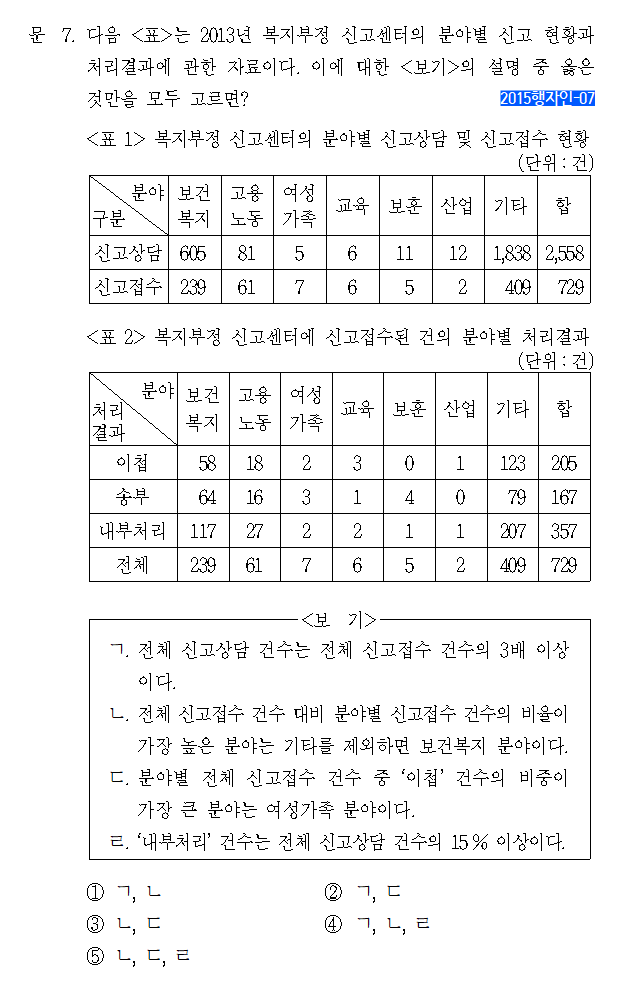 문 7. 다음 <표>는 2013년 복지부정 신고센터의 분야별 신고 현황과
처리결과에 관한 자료이다. 이에 대한 <보기>의 설명 중 옳은
것만을 모두 고르면?
2015행자인-07
<표 1> 복지부정 신고센터의 분야별 신고상담 및 신고접수 현황
(단위 : 건)
분야 보건 고용 여성 교육 보훈 산업 기타 합
구분 복지 노동 가족
신고상담 605 81 5 6 11 12 1,838 2,558
신고접수 239 61 7 6 5 2 409 729
<표 2> 복지부정 신고센터에 신고접수된 건의 분야별 처리결과
(단위 : 건)
분야 보건 고용 여성 교육 보훈 산업 기타 합
처리 복지 노동 가족
결과
이첩 58 18 2 3 0 1 123 205
송부 64 16 3 1 4 0 79 167
내부처리 117 27 2 2 1 1 207 357
전체 239 61 7 6 5 2 409 729
<보 기>
ㄱ. 전체 신고상담 건수는 전체 신고접수 건수의 3배 이상
이다.
ㄴ. 전체 신고접수 건수 대비 분야별 신고접수 건수의 비율이
가장 높은 분야는 기타를 제외하면 보건복지 분야이다.
ㄷ. 분야별 전체 신고접수 건수 중 ‘이첩’ 건수의 비중이
가장 큰 분야는 여성가족 분야이다.
ㄹ. ‘내부처리’ 건수는 전체 신고상담 건수의 15% 이상이다.
① ㄱ, ㄴ
② ㄱ, ㄷ
③ ㄴ, ㄷ
④ ㄱ, ㄴ, ㄹ
⑤ ㄴ, ㄷ, ㄹ